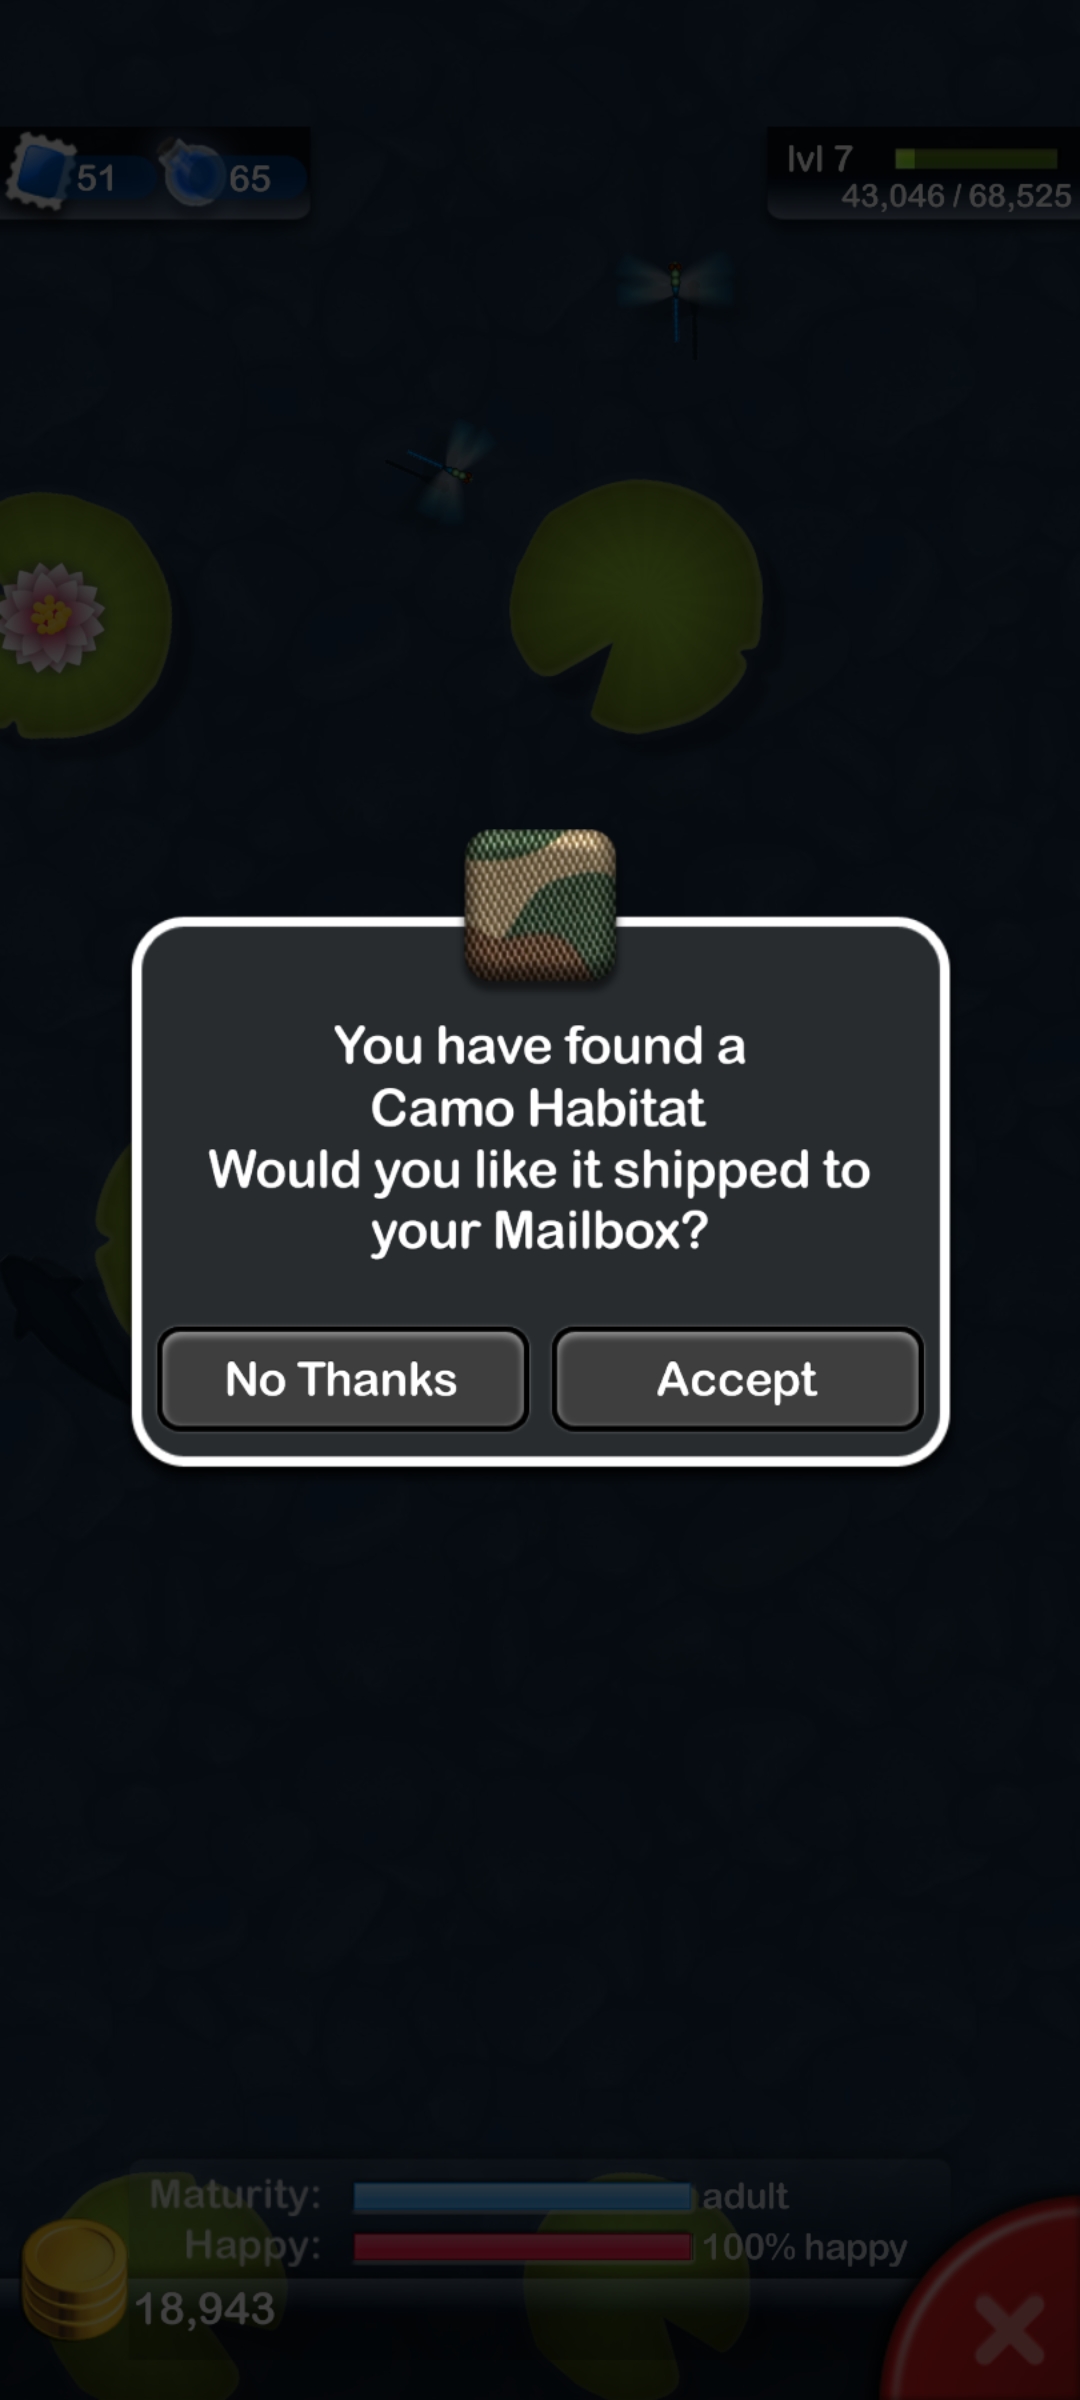 51
65
lvl 7
43,046 / 68,525
You have found a
Camo Habitat
Would you like it shipped to
your Mailbox?
No Thanks
Accept
Maturity:
adult
Happy:
100% happy
18,943